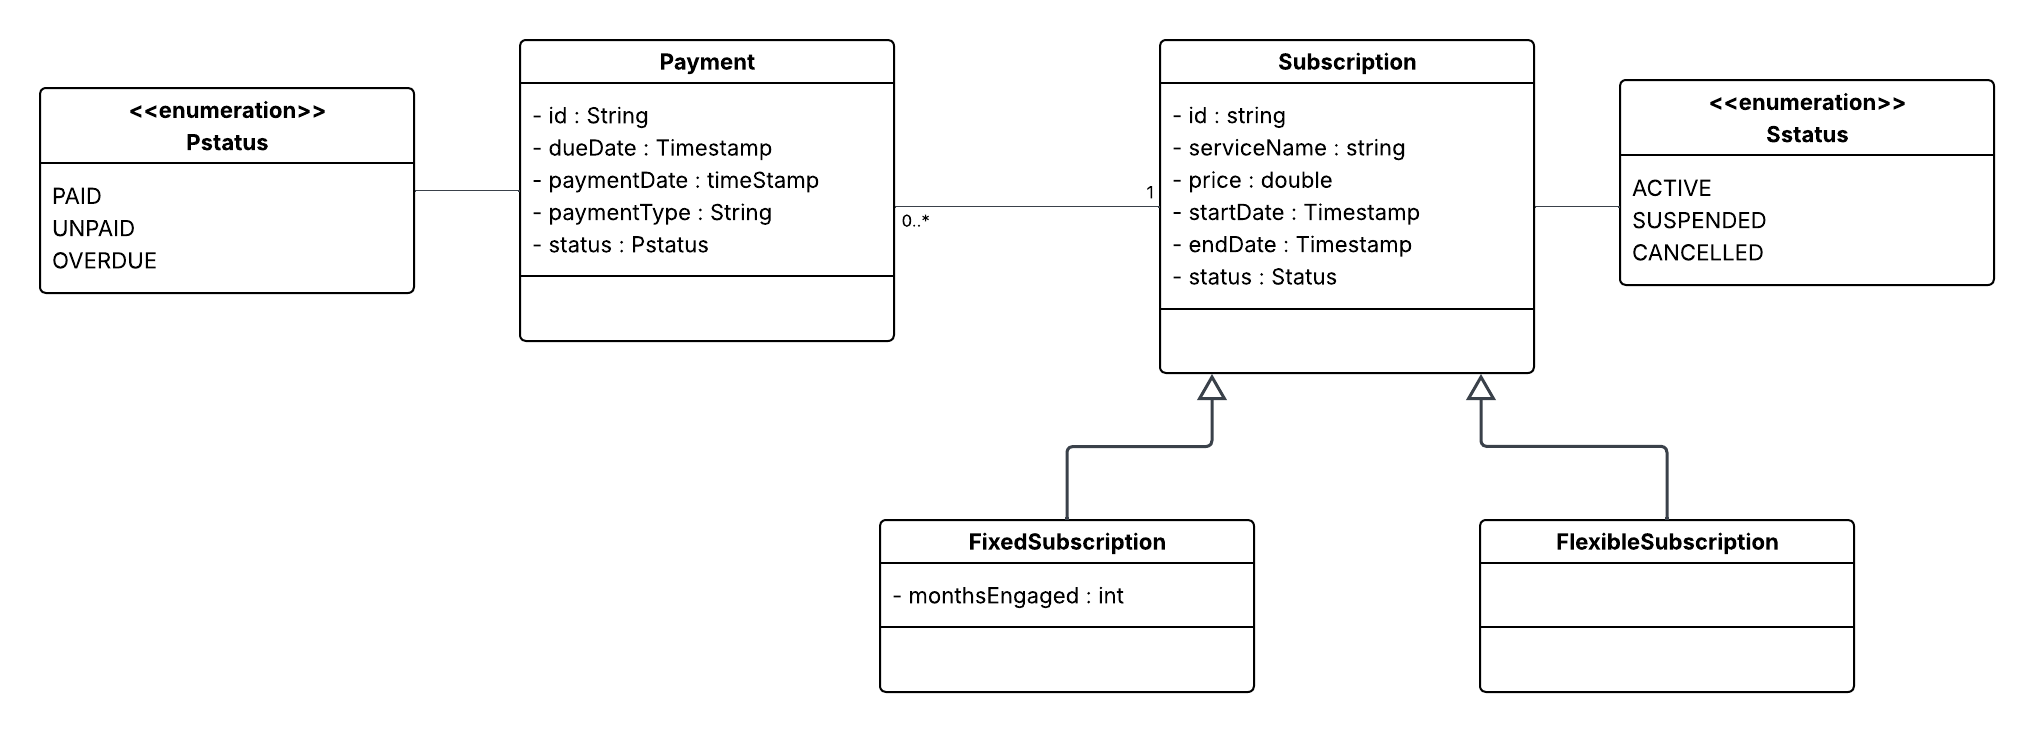 <<enumeration>>
Pstatus
PAID
UNPAID
OVERDUE
Payment
- id : String
- dueDate : Timestamp
- paymentDate : timeStamp
- paymentType : String
- status : Pstatus
0..*
1
Subscription
- id : string
- serviceName : string
- price : double
- startDate : Timestamp
- endDate : Timestamp
- status : Status
<<enumeration>>
Sstatus
ACTIVE
SUSPENDED
CANCELLED
FixedSubscription
- monthsEngaged : int
FlexibleSubscription